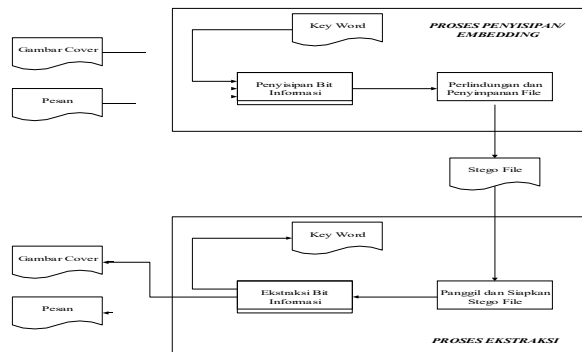 Key Word
PROSES PENYISIPAN/
EMBEDDING
Gambar Cover
Penyisipan Bit
Informasi
Perlindungan dan
Penyimpanan File
Pesan
Stego File
Key Word
Gambar Cover
Ekstraksi Bit
Informasi
Panggil dan Siapkan
Stego File
Pesan
PROSES EKSTRAKSI